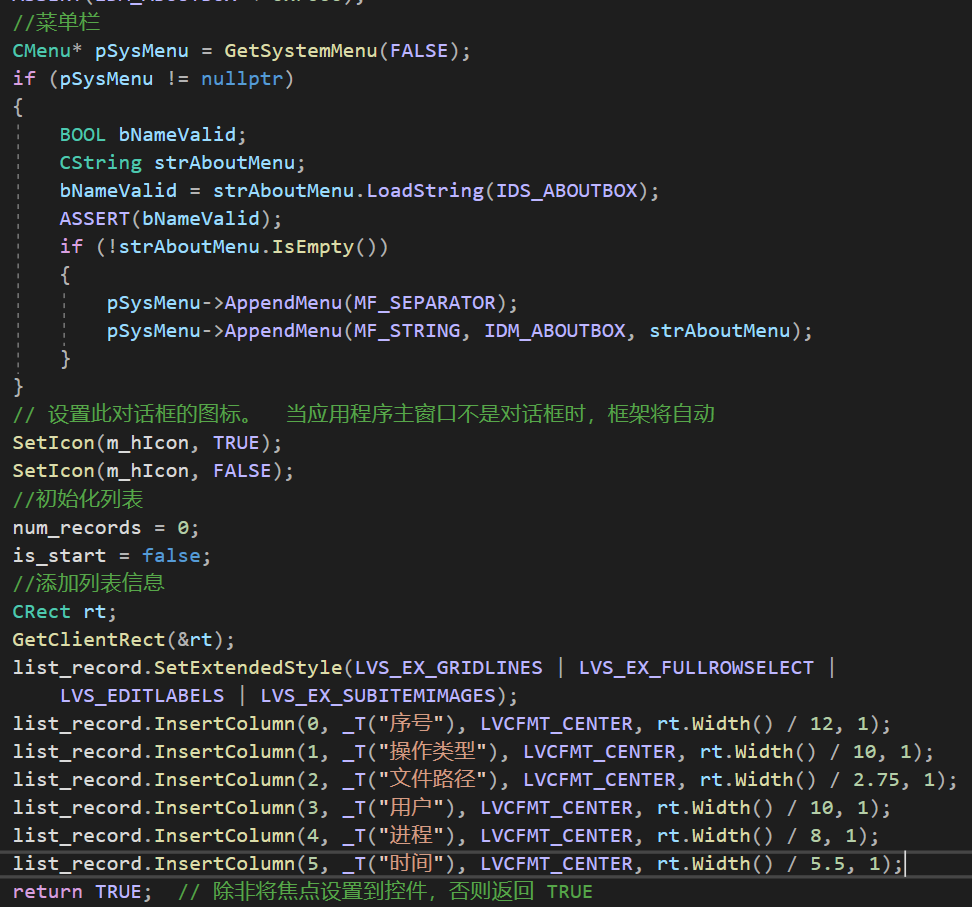 //菜单栏
CMenu* pSysMenu = GetSystemMenu(FALSE);
if (pSysMenu != nullptr)
{
    BOOL bNameValid;
    CString strAboutMenu;
    bNameValid = strAboutMenu.LoadString(IDS_ABOUTBOX);
    ASSERT(bNameValid);
    if (!strAboutMenu.IsEmpty())
    {
        pSysMenu->AppendMenu(MF_SEPARATOR);
        pSysMenu->AppendMenu(MF_STRING, IDM_ABOUTBOX, strAboutMenu);
    }
}
// 设置此对话框的图标。  当应用程序主窗口不是对话框时，框架将自动
SetIcon(m_hIcon, TRUE);
SetIcon(m_hIcon, FALSE);
//初始化列表
num_records = 0;
is_start = false;
//添加列表信息
CRect rt;
GetClientRect(&rt);
list_record.SetExtendedStyle(LVS_EX_GRIDLINES | LVS_EX_FULLROWSELECT |
    LVS_EDITLABELS | LVS_EX_SUBITEMIMAGES);
list_record.InsertColumn(0, _T("序号"), LVCFMT_CENTER, rt.Width() / 12, 1);
list_record.InsertColumn(1, _T("操作类型"), LVCFMT_CENTER, rt.Width() / 10, 1);
list_record.InsertColumn(2, _T("文件路径"), LVCFMT_CENTER, rt.Width() / 2.75, 1);
list_record.InsertColumn(3, _T("用户"), LVCFMT_CENTER, rt.Width() / 10, 1);
list_record.InsertColumn(4, _T("进程"), LVCFMT_CENTER, rt.Width() / 8, 1);
list_record.InsertColumn(5, _T("时间"), LVCFMT_CENTER, rt.Width() / 5.5, 1);
return TRUE;  // 除非将焦点设置到控件，否则返回 TRUE